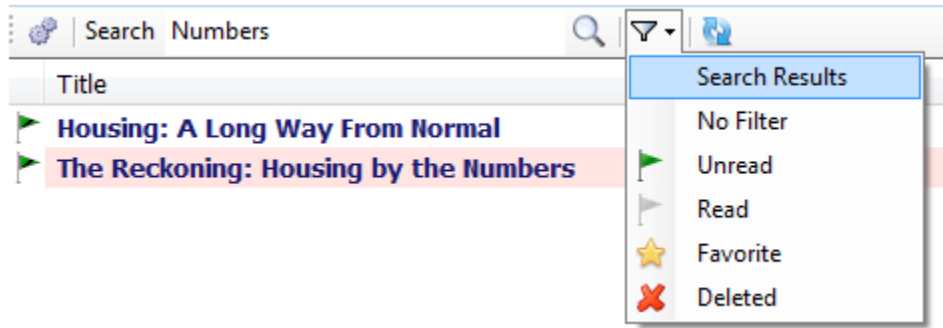 Search Numbers
Title
Housing: A Long Way From Normal
The Reckoning: Housing by the Numbers
Search Results
No Filter
Unread
Read
Favorite
Deleted